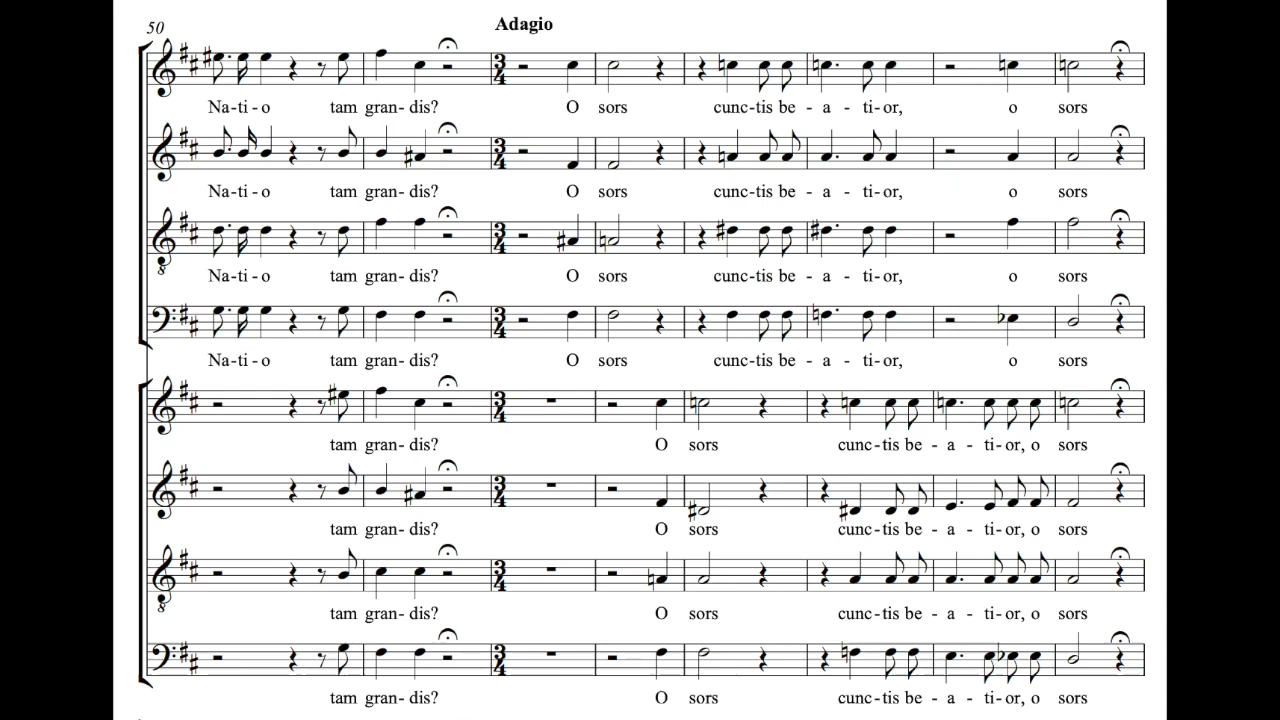 50
Adagio
Na-ti-o tam gran-dis? O sors cunc-tis be - a - ti-or, o sors
Na-ti-o tam gran-dis? O sors cunc-tis be - a - ti-or, o sors
Na-ti-o tam gran-dis? O sors cunc-tis be - a - ti-or, o sors
Na-ti-o tam gran-dis? O sors cunc-tis be - a - ti-or, o sors
tam gran-dis? O sors cunc-tis be - a - ti-or, o sors
tam gran-dis? O sors cunc-tis be - a - ti-or, o sors
tam gran-dis? O sors cunc-tis be - a - ti-or, o sors
tam gran-dis? O sors cunc-tis be - a - ti-or, o sors